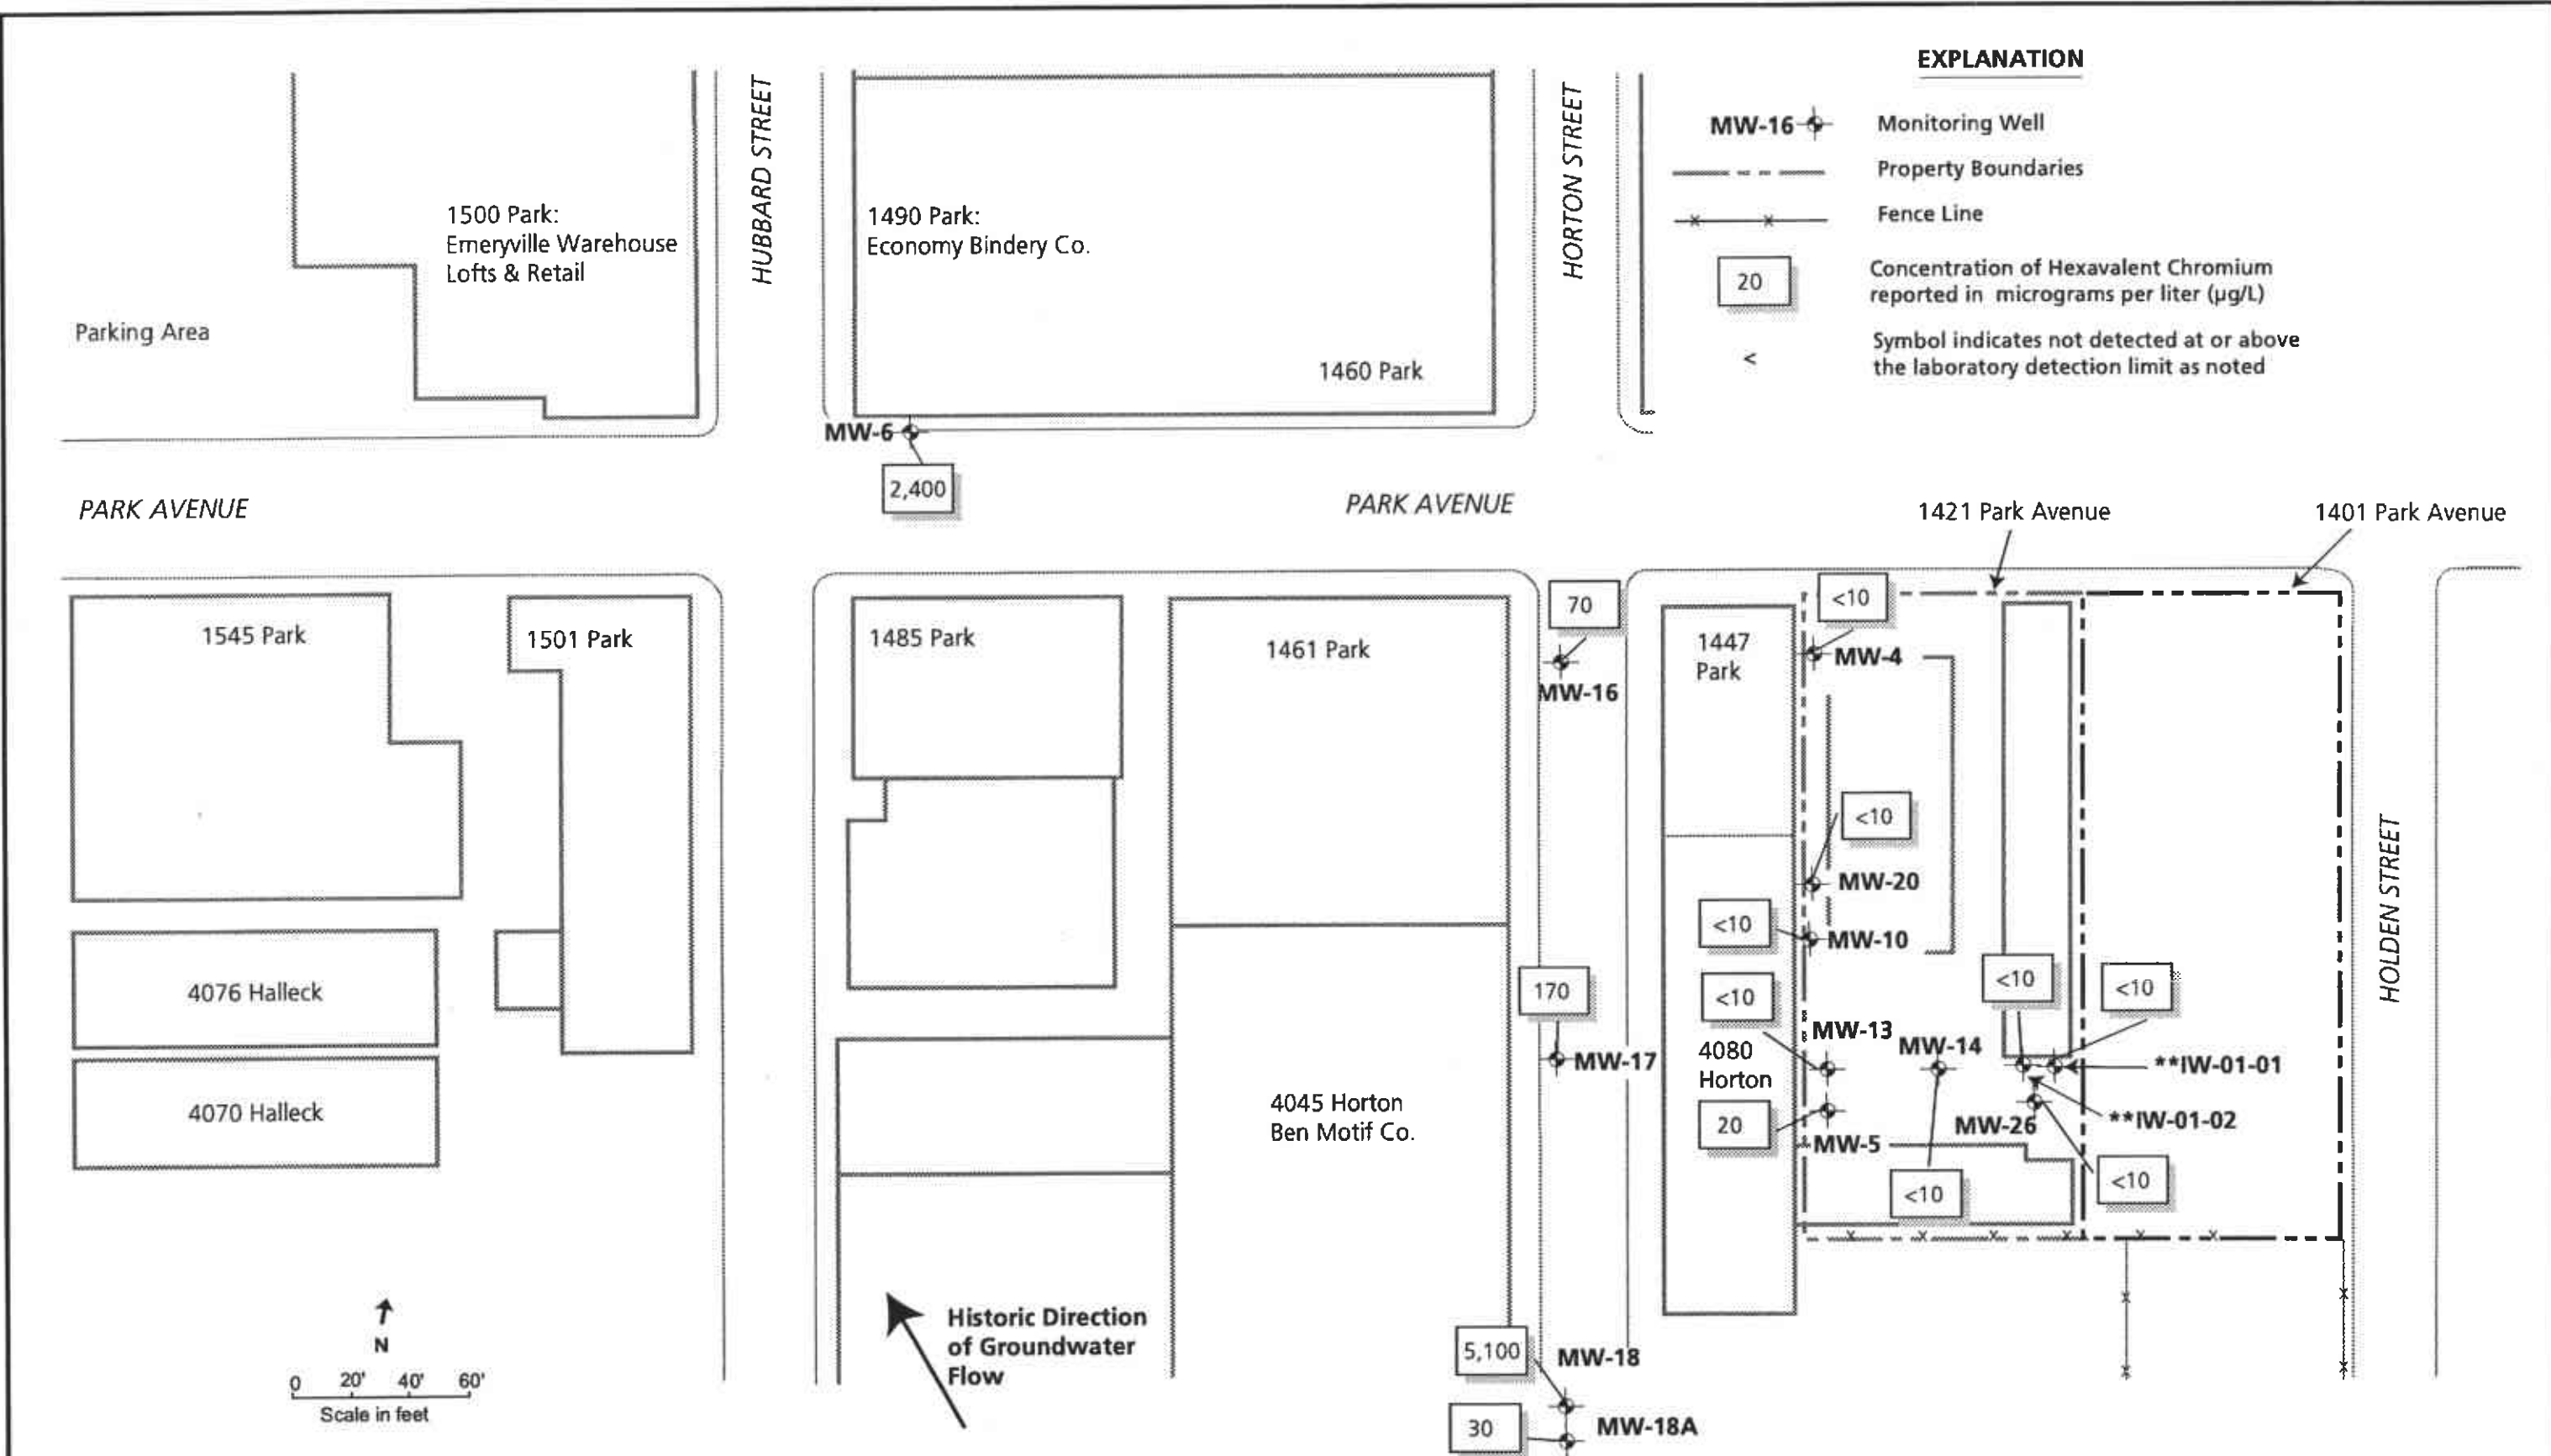 EXPLANATION
MW-16 Monitoring Well
Property Boundaries
Fence Line
20
Concentration of Hexavalent Chromium
reported in micrograms per liter (µg/L)
<
Symbol indicates not detected at or above
the laboratory detection limit as noted
HUBBARD STREET
HORTON STREET
1500 Park:
Emeryville Warehouse
Lofts & Retail
1490 Park:
Economy Bindery Co.
Parking Area
1460 Park
MW-6
2,400
PARK AVENUE
PARK AVENUE
1421 Park Avenue
1401 Park Avenue
1545 Park
1501 Park
1485 Park
1461 Park
70
MW-16
1447
Park
<10
MW-4
<10
MW-20
<10
MW-10
HOLDEN STREET
4076 Halleck
4070 Halleck
170
MW-17
<10
MW-13
4080
Horton
MW-14
<10
<10
**IW-01-01
**IW-01-02
MW-26
20
MW-5
<10
<10
4045 Horton
Ben Motif Co.
N
0 20' 40' 60'
Scale in feet
Historic Direction
of Groundwater
Flow
5,100
MW-18
30
MW-18A